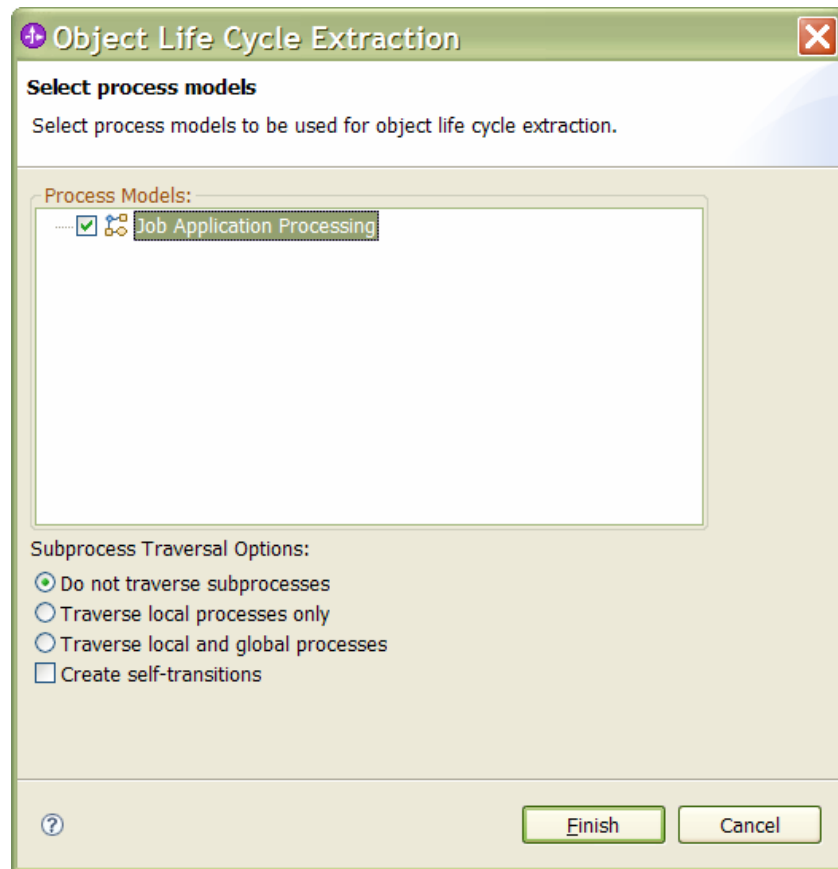 Object Life Cycle Extraction
Select process models
Select process models to be used for object life cycle extraction.
Process Models:
Job Application Processing
Subprocess Traversal Options:
Do not traverse subprocesses
Traverse local processes only
Traverse local and global processes
Create self-transitions
? Finish Cancel